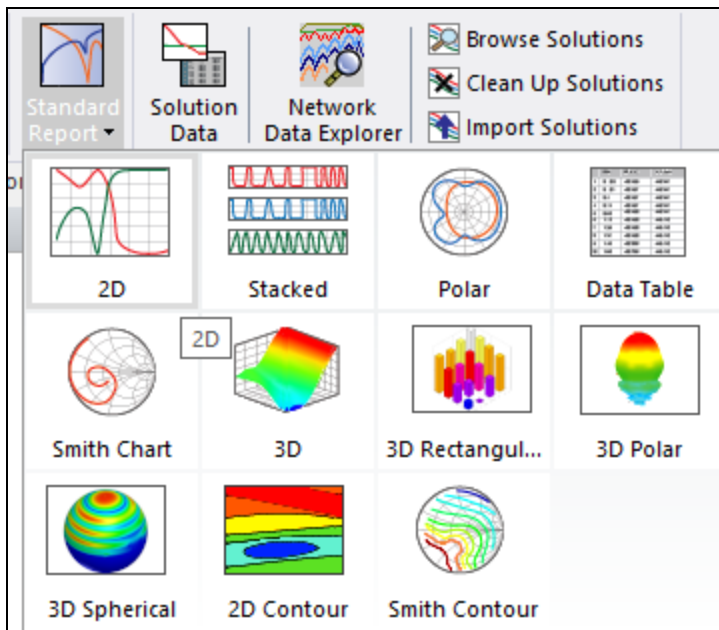 Standard
Report
Solution
Data
Network
Data Explorer
Browse Solutions
Clean Up Solutions
Import Solutions
2D
Stacked
Polar
Data Table
2D
Smith Chart
3D
3D Rectangul...
3D Polar
3D Spherical
2D Contour
Smith Contour